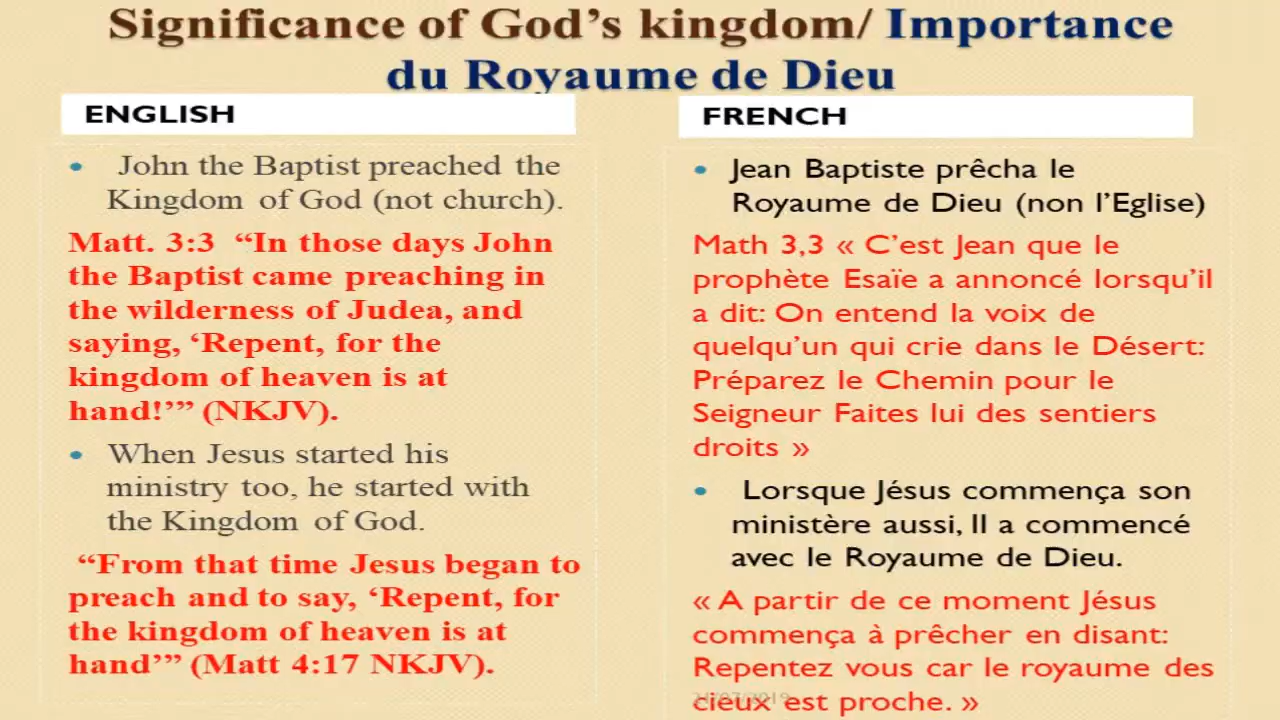 Significance of God’s kingdom/ Importance
du Royaume de Dieu
ENGLISH
• John the Baptist preached the
Kingdom of God (not church).
Matt. 3:3 “In those days John
the Baptist came preaching in
the wilderness of Judea, and
saying, ‘Repent, for the
kingdom of heaven is at
hand!’” (NKJV).
• When Jesus started his
ministry too, he started with
the Kingdom of God.
“From that time Jesus began to
preach and to say, ‘Repent, for
the kingdom of heaven is at
hand’” (Matt 4:17 NKJV).
FRENCH
• Jean Baptiste prêcha le
Royaume de Dieu (non l’Eglise)
Math 3,3 « C’est Jean que le
prophète Esaïe a annoncé lorsqu’il
a dit: On entend la voix de
quelqu’un qui crie dans le Désert:
Préparez le Chemin pour le
Seigneur Faites lui des sentiers
droits »
• Lorsque Jésus commença son
ministère aussi, Il a commencé
avec le Royaume de Dieu.
« A partir de ce moment Jésus
commença à prêcher en disant:
Repentez vous car le royaume des
cieux est proche. »